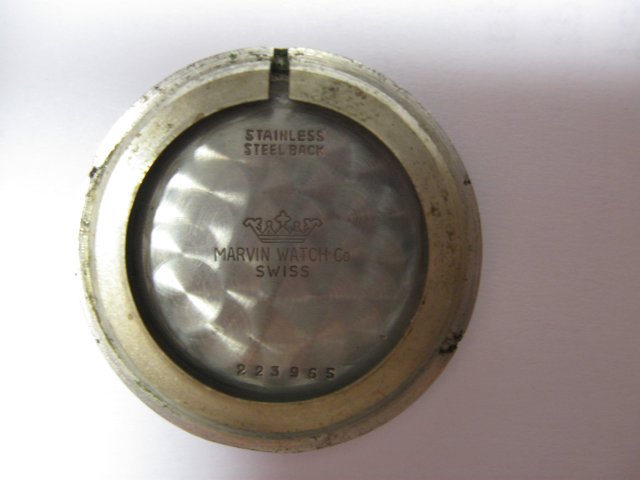 STAINLESS
STEEL BACK
MARVIN WATCH Co
SWISS
223965